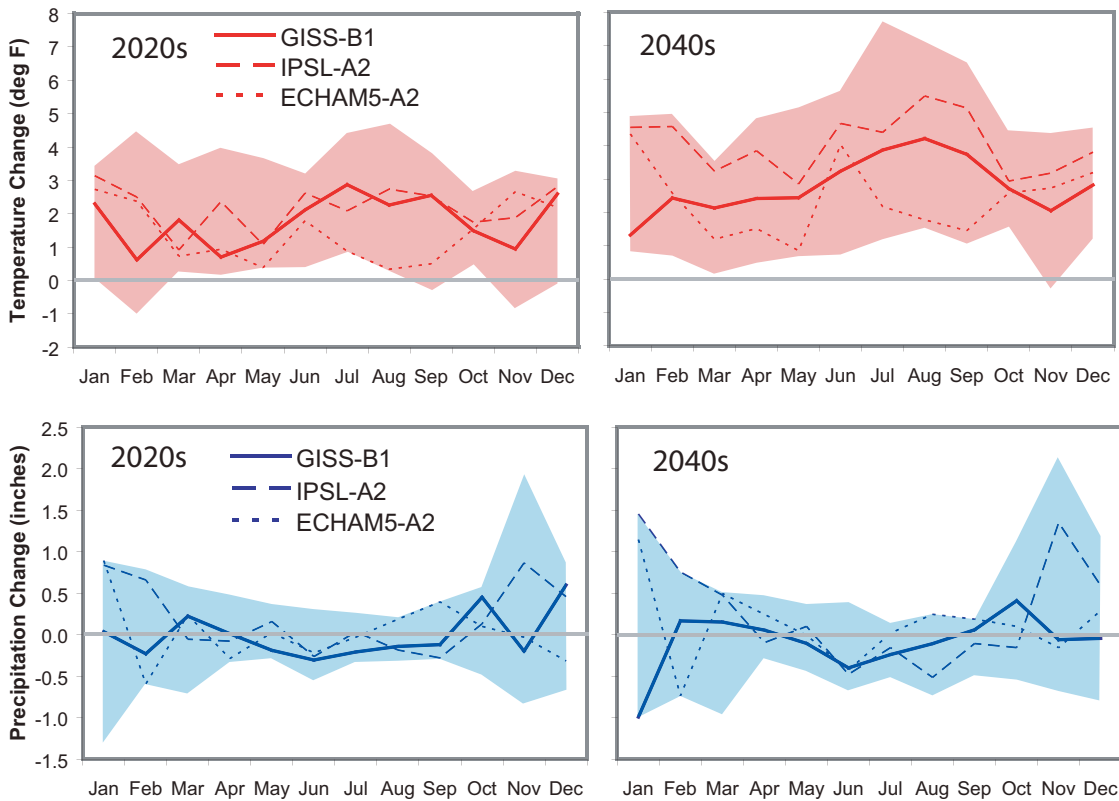 Temperature Change (deg F)
8
7
6
5
4
3
2
1
0
-1
-2
2020s
GISS-B1
IPSL-A2
ECHAM5-A2
2040s
Jan Feb Mar Apr May Jun Jul Aug Sep Oct Nov Dec
Jan Feb Mar Apr May Jun Jul Aug Sep Oct Nov Dec
Precipitation Change (inches)
2.5
2.0
1.5
1.0
0.5
0.0
-0.5
-1.0
-1.5
2020s
GISS-B1
IPSL-A2
ECHAM5-A2
2040s
Jan Feb Mar Apr May Jun Jul Aug Sep Oct Nov Dec
Jan Feb Mar Apr May Jun Jul Aug Sep Oct Nov Dec